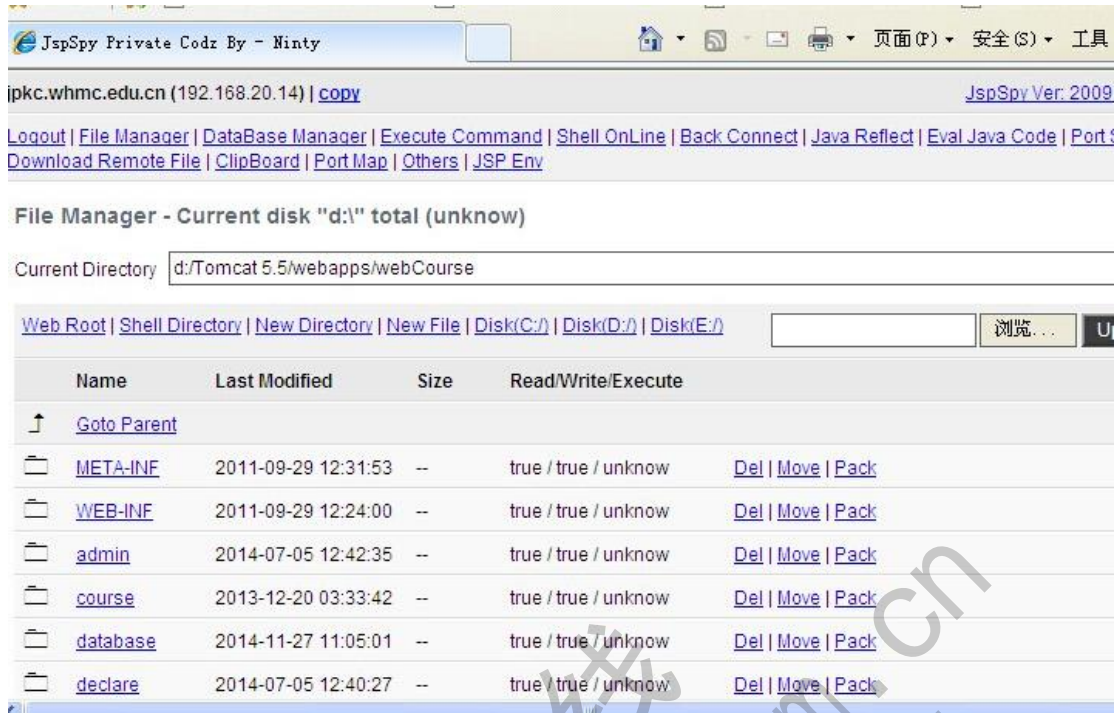 JspSpy Private Codz By - Ninty
页面(P) 安全(S) 工具
jpkc.whmc.edu.cn (192.168.20.14) | copy JspSpy Ver: 2009
Logout | File Manager | DataBase Manager | Execute Command | Shell OnLine | Back Connect | Java Reflect | Eval Java Code | Port S
Download Remote File | ClipBoard | Port Map | Others | JSP Env
File Manager - Current disk "d:\" total (unknow)
Current Directory d:/Tomcat 5.5/webapps/webCourse
Web Root | Shell Directory | New Directory | New File | Disk(C:/) | Disk(D:/) | Disk(E:/) 浏览... Up
Name Last Modified Size Read/Write/Execute
Goto Parent
META-INF 2011-09-29 12:31:53 -- true / true / unknow Del | Move | Pack
WEB-INF 2011-09-29 12:24:00 -- true / true / unknow Del | Move | Pack
admin 2014-07-05 12:42:35 -- true / true / unknow Del | Move | Pack
course 2013-12-20 03:33:42 -- true / true / unknow Del | Move | Pack
database 2014-11-27 11:05:01 -- true / true / unknow Del | Move | Pack
declare 2014-07-05 12:40:27 -- true / true / unknow Del | Move | Pack